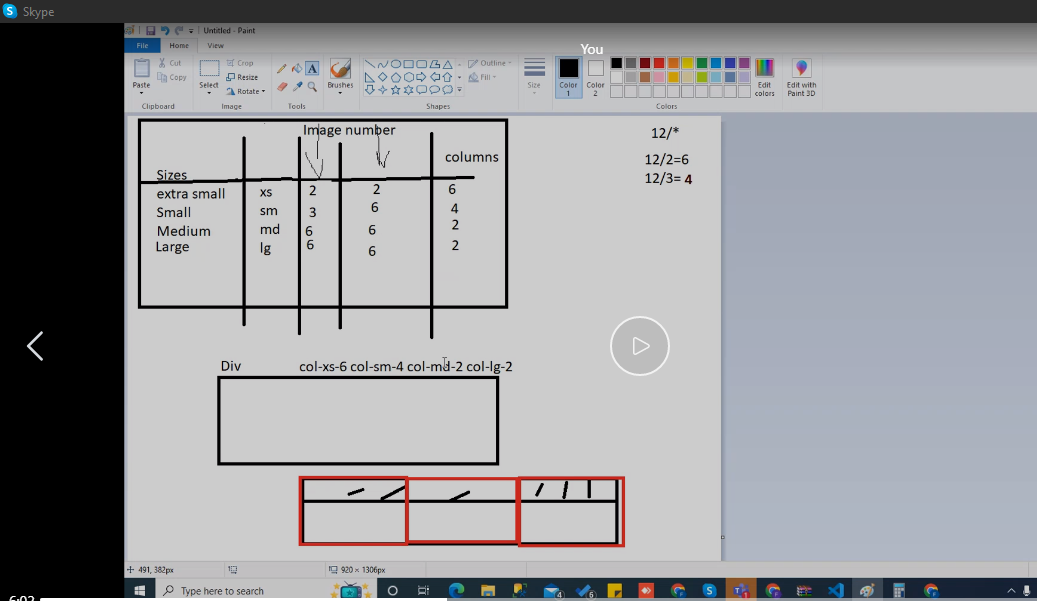 Skype
Untitled - Paint
You
File Home View
Cut
Crop
Outline
Copy
Resize
Fill
Paste
Select
Rotate
Brushes
Size
Color 1
Color 2
Edit colors
Edit with Paint 3D
Clipboard
Image
Tools
Shapes
Colors
Image number
12/*
columns
12/2=6
Sizes
12/3= 4
extra small xs 2 2 6
Small sm 3 6 4
Medium md 6 6 2
Large lg 6 6 2
Div col-xs-6 col-sm-4 col-md-2 col-lg-2
491, 382px
920 × 1306px
Type here to search
4
6
1